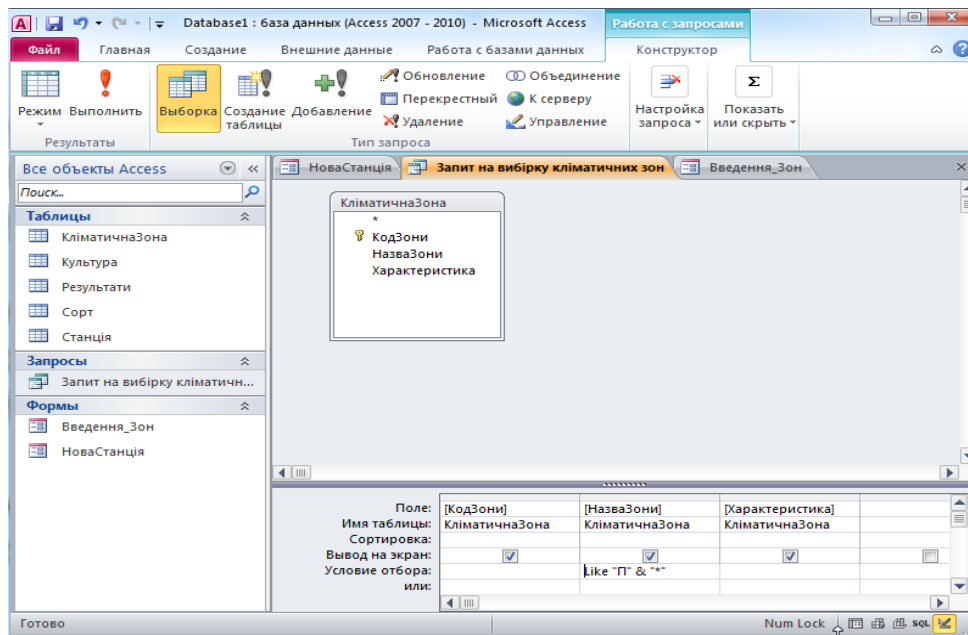 Database1 : база данных (Access 2007 - 2010) - Microsoft Access Работа с запросами
Файл Главная Создание Внешние данные Работа с базами данных Конструктор
Режим Выполнить Выборка Создание таблицы Добавление
Обновление Объединение
Перекрестный К серверу
Удаление Управление
Настройка запроса Показать или скрыть
Результаты Тип запроса
Все объекты Access «
НоваСтанція Запит на вибірку кліматичних зон Введення_Зон
Поиск...
Таблицы
КліматичнаЗона
Культура
Результати
Сорт
Станція
Запросы
Запит на вибірку кліматичн...
Формы
Введення_Зон
НоваСтанція
КліматичнаЗона
*
КодЗони
НазваЗони
Характеристика
Поле: [КодЗони] [НазваЗони] [Характеристика]
Имя таблицы: КліматичнаЗона КліматичнаЗона КліматичнаЗона
Сортировка:
Вывод на экран:
Условие отбора: Like "П" & "*"
или:
Готово Num Lock SQL